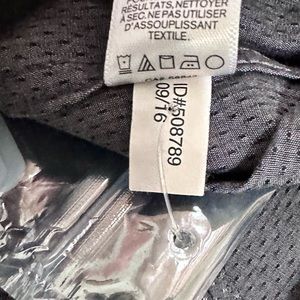 RÉSULTATS, NETTOYER
À SEC. NE PAS UTILISER
D'ASSOUPLISSANT
TEXTILE.
ID#508789
09/16